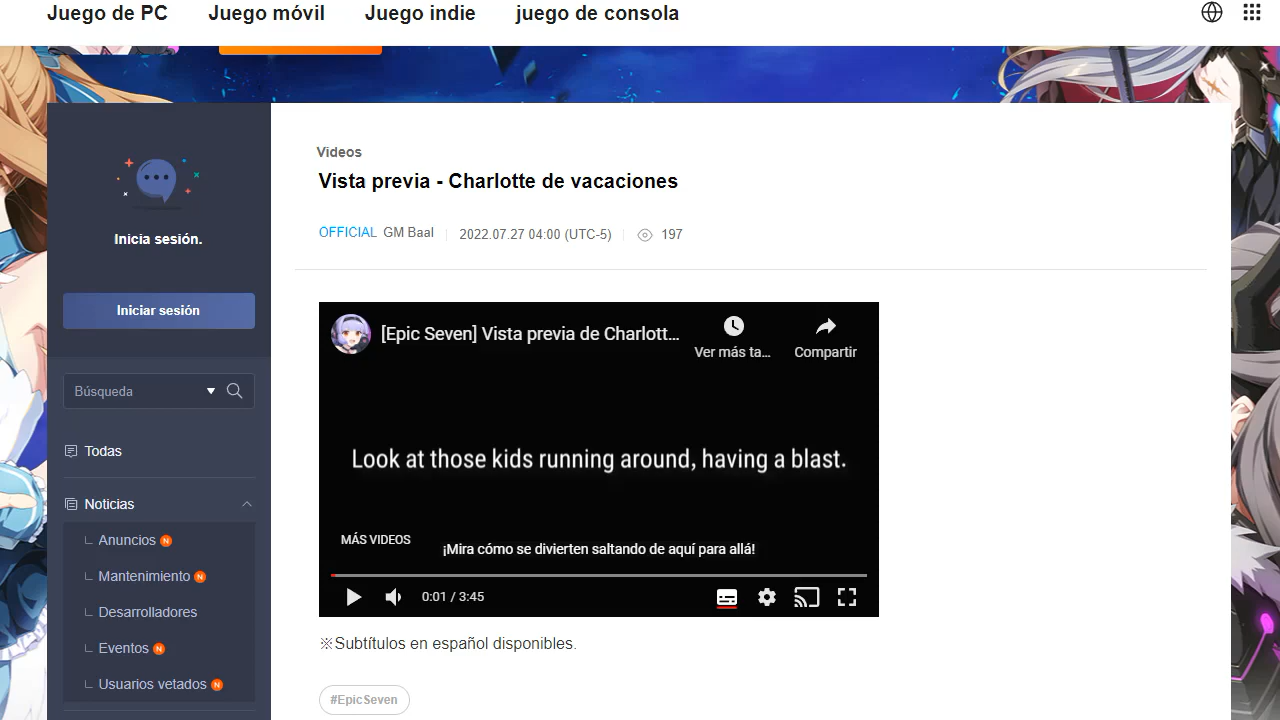 Juego de PC Juego móvil Juego indie juego de consola
Inicia sesión.
Iniciar sesión
Búsqueda
Todas
Noticias
Anuncios N
Mantenimiento N
Desarrolladores
Eventos N
Usuarios vetados N
Videos
Vista previa - Charlotte de vacaciones
OFFICIAL GM Baal 2022.07.27 04:00 (UTC-5) 197
[Epic Seven] Vista previa de Charlott...
Ver más ta... Compartir
Look at those kids running around, having a blast.
MÁS VIDEOS
¡Mira cómo se divierten saltando de aquí para allá!
0:01 / 3:45
※Subtítulos en español disponibles.
#EpicSeven